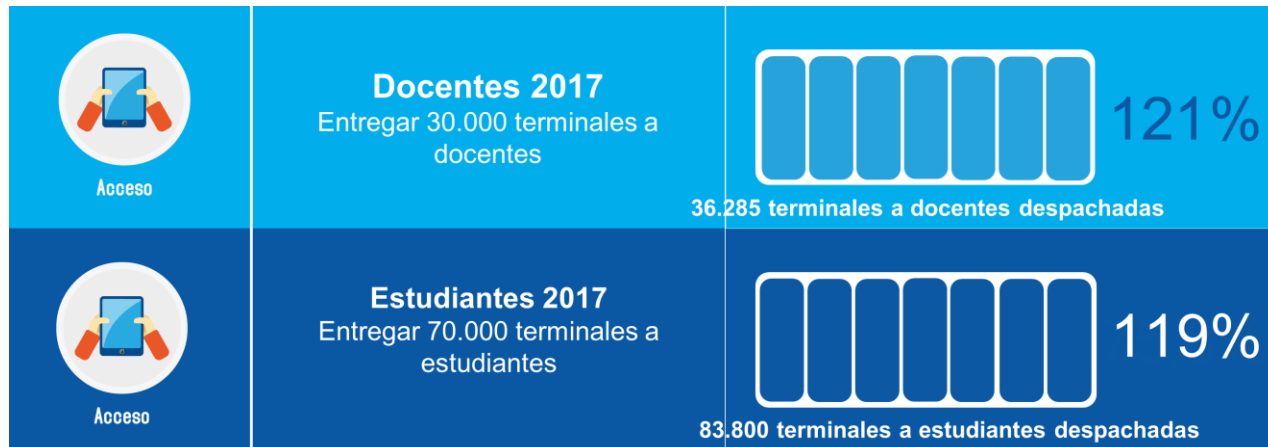 Acceso
Docentes 2017
Entregar 30.000 terminales a
docentes
121%
36.285 terminales a docentes despachadas
Acceso
Estudiantes 2017
Entregar 70.000 terminales a
estudiantes
119%
83.800 terminales a estudiantes despachadas